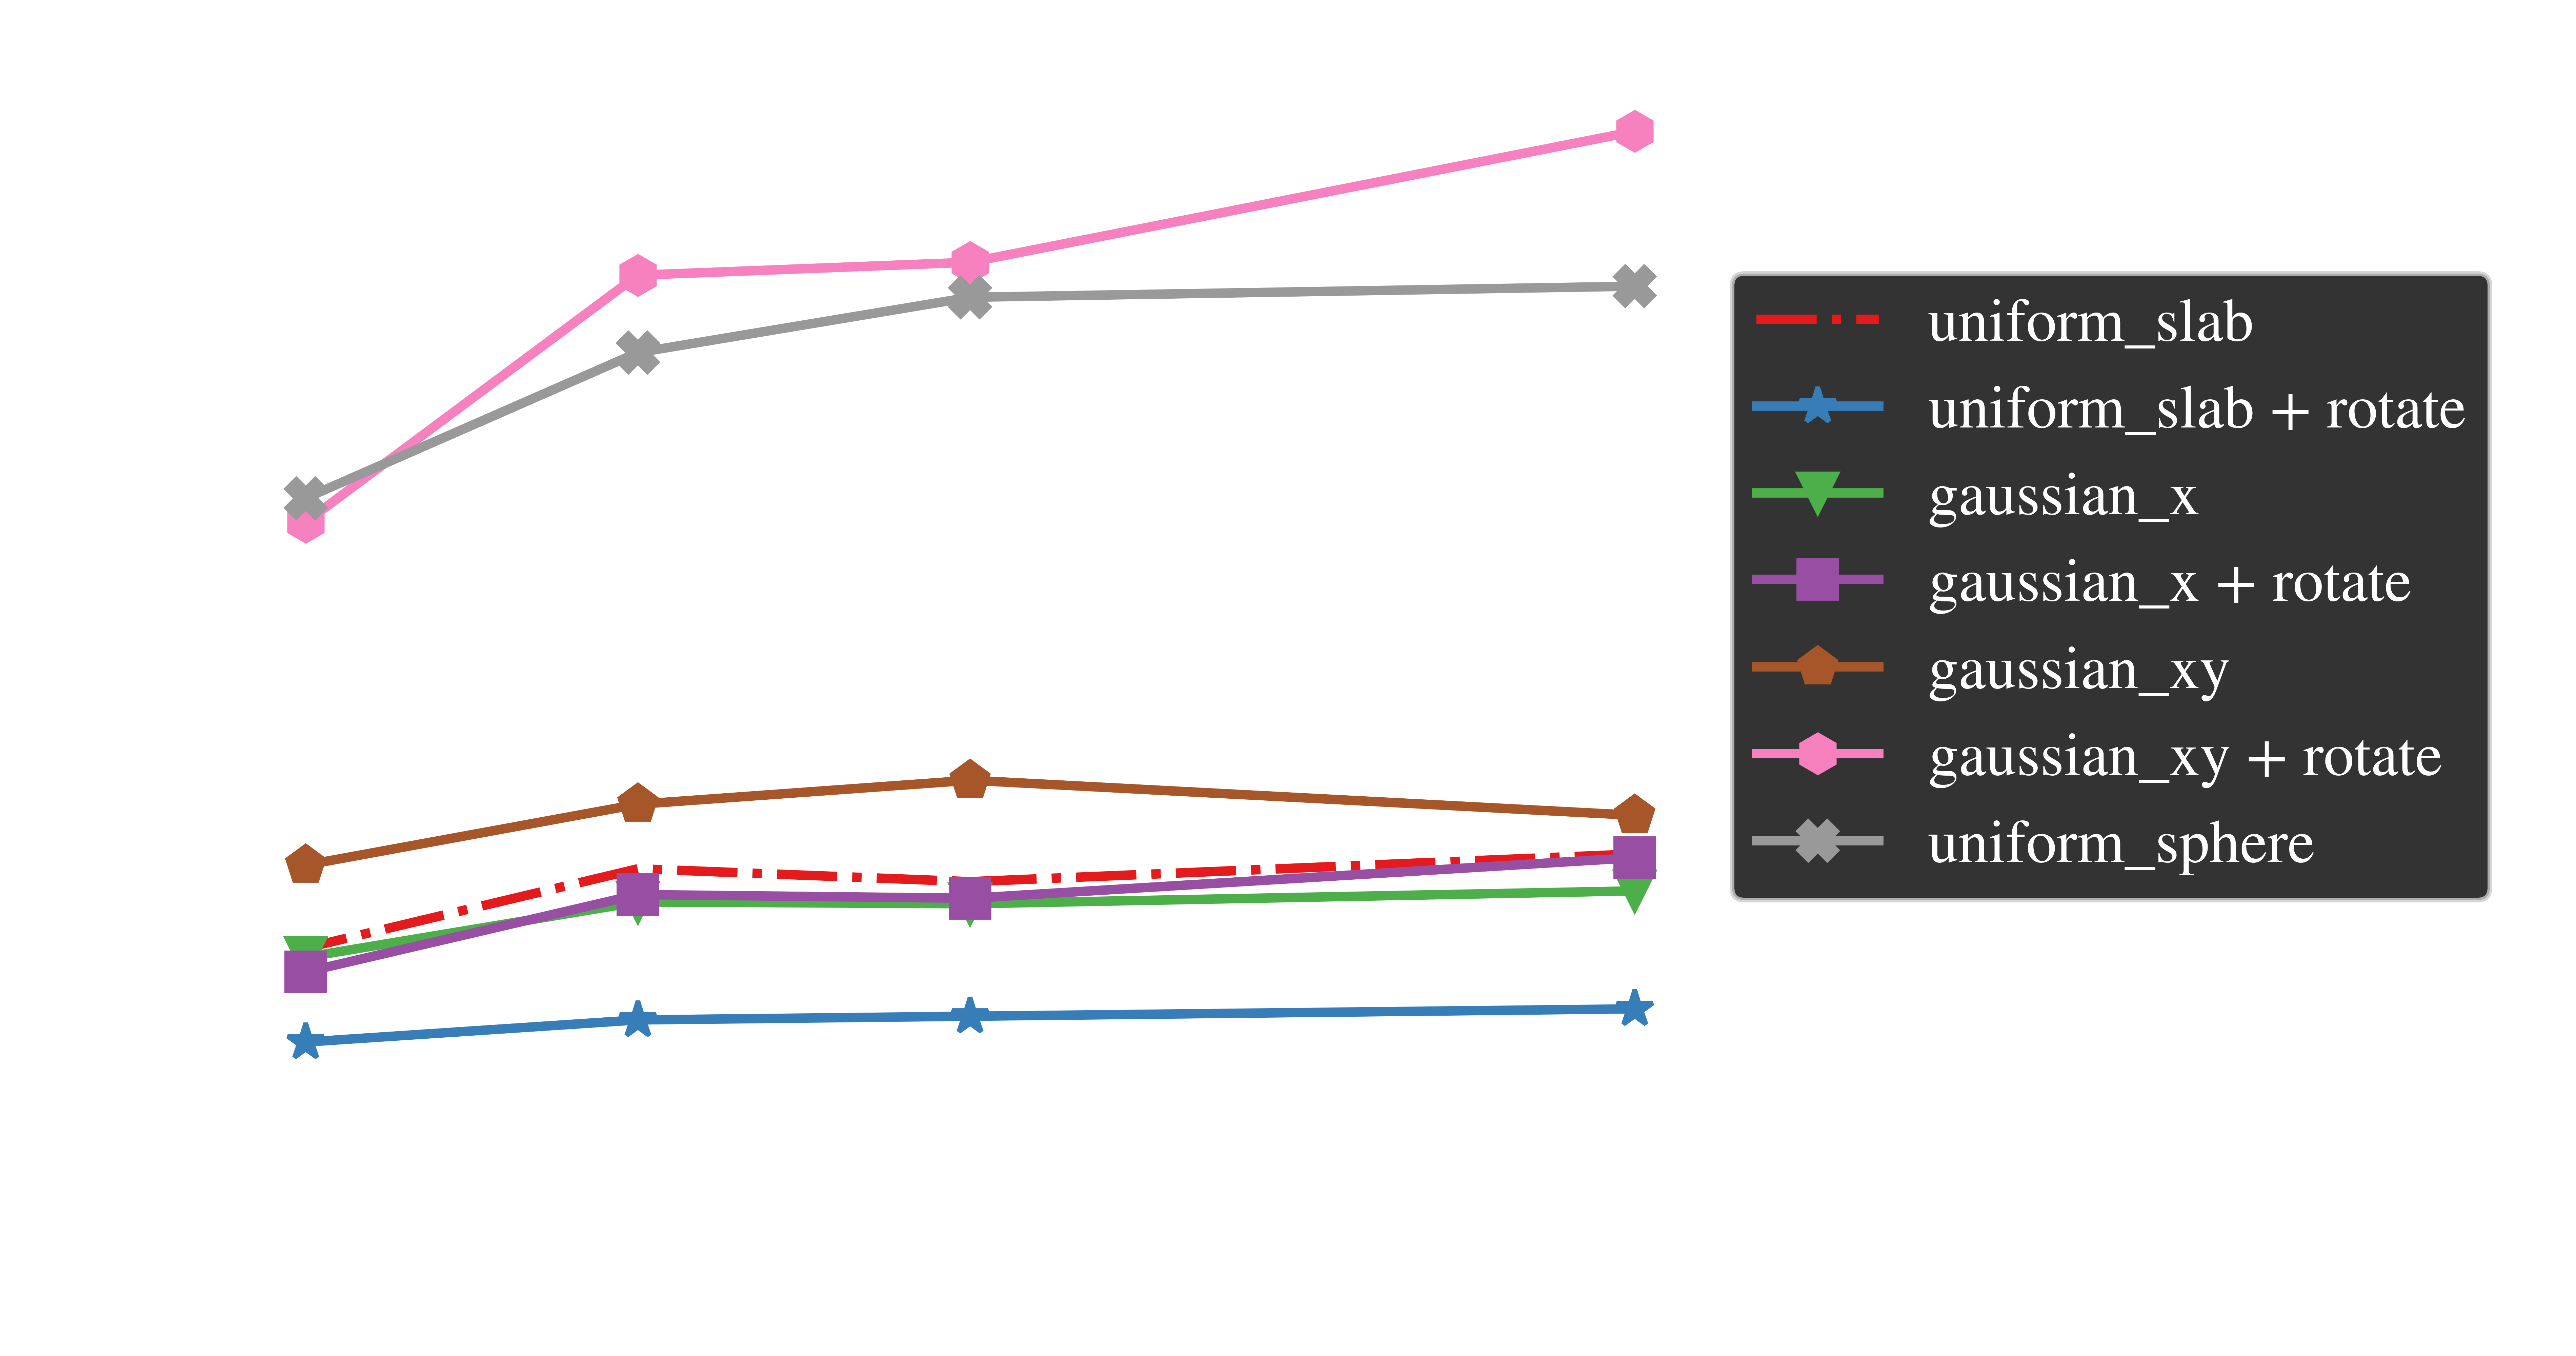 uniform_slab
uniform_slab + rotate
gaussian_x
gaussian_x + rotate
gaussian_xy
gaussian_xy + rotate
uniform_sphere